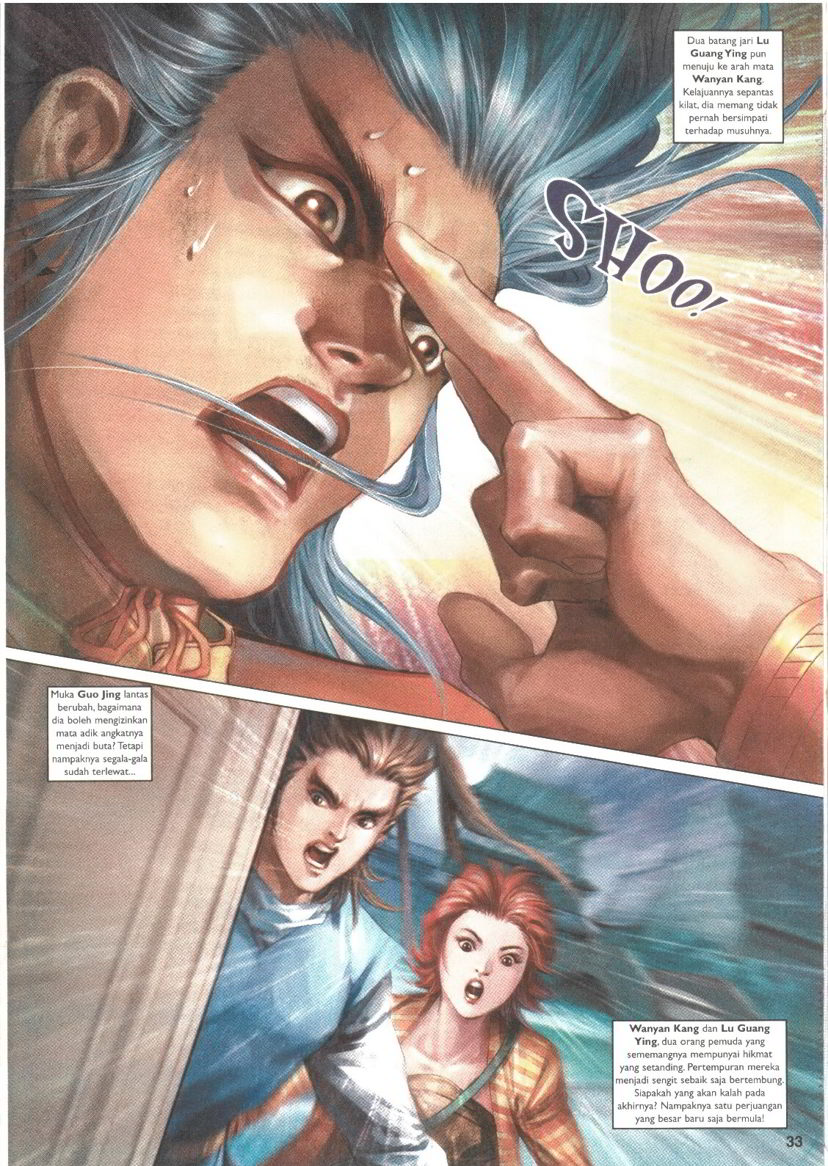 Dua batang jari Lu
Guang Ying pun
menuju ke arah mata
Wanyan Kang.
Kelajuannya sepantas
kilat, dia memang tidak
pernah bersimpati
terhadap musuhnya.
SHOO!
Muka Guo Jing lantas
berubah, bagaimana
dia boleh mengizinkan
mata adik angkatnya
menjadi buta? Tetapi
nampaknya segala-gala
sudah terlewat...
Wanyan Kang dan Lu Guang
Ying, dua orang pemuda yang
sememangnya mempunyai hikmat
yang setanding. Pertempuran mereka
menjadi sengit sebaik saja bertembung.
Siapakah yang akan kalah pada
akhirnya? Nampaknya satu perjuangan
yang besar baru saja bermula!
33